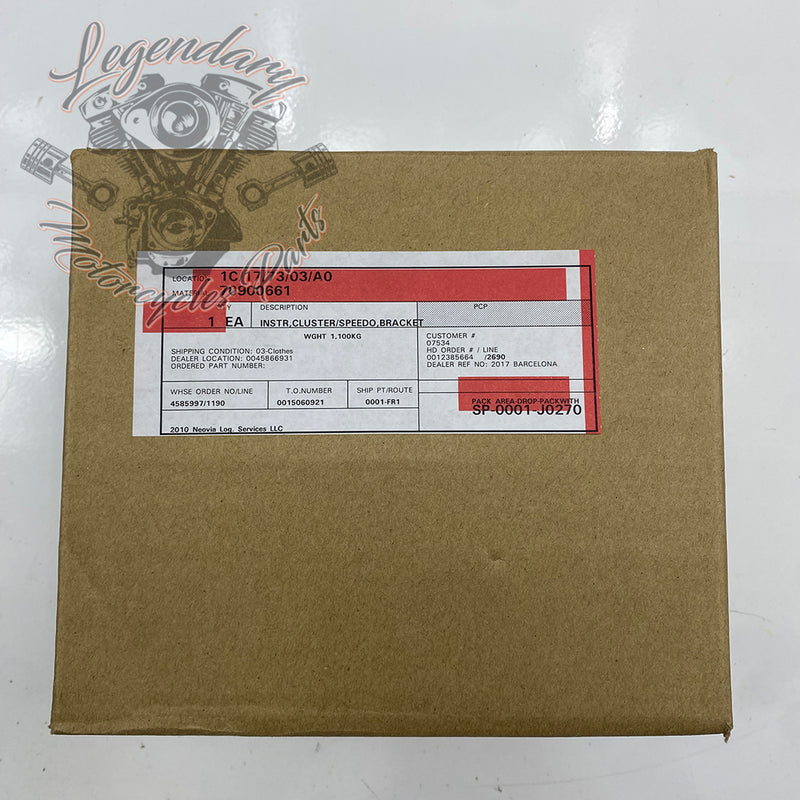 Legendary
Motorcycles Parts
LOCATION 1C/17/73/03/A0
MATERIAL 70900661
1 EA
DESCRIPTION
INSTR,CLUSTER/SPEEDO,BRACKET
PCP
WGHT 1,100KG
SHIPPING CONDITION: 03-Clothes
DEALER LOCATION: 0045866931
ORDERED PART NUMBER:
CUSTOMER #
07534
HD ORDER # / LINE
0012385664 /2690
DEALER REF NO: 2017 BARCELONA
WHSE ORDER NO/LINE
4585997/1190
T.O.NUMBER
0015060921
SHIP PT/ROUTE
0001-FR1
PACK AREA-DROP-PACKWITH
SP-0001-J0270
2010 Neovia Log. Services LLC